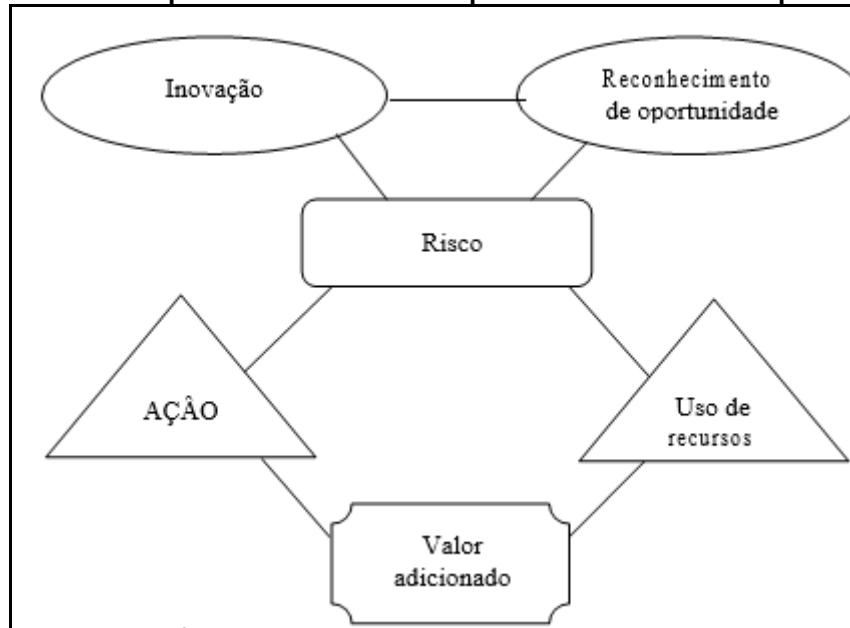 Inovação
Reconhecimento
de oportunidade
Risco
AÇÂO
Uso de
recursos
Valor
adicionado